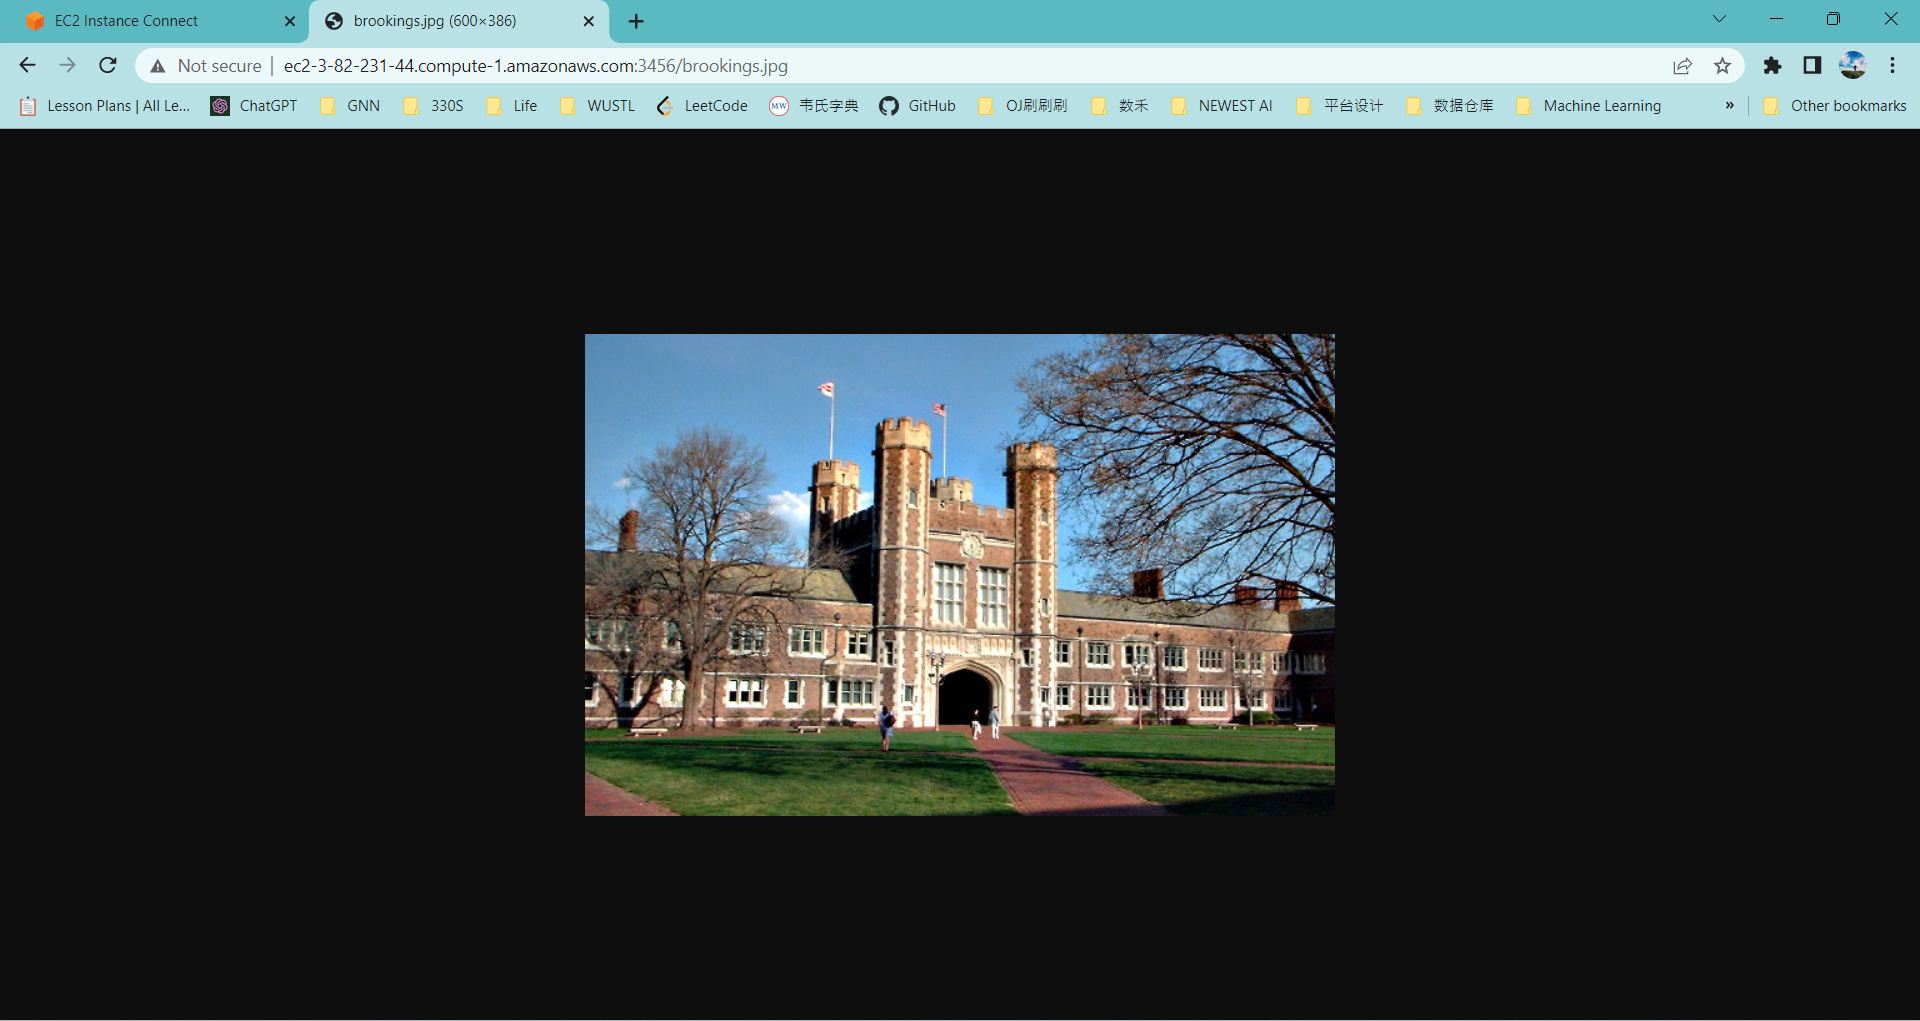 EC2 Instance Connect
brookings.jpg (600×386)
Not secure
ec2-3-82-231-44.compute-1.amazonaws.com:3456/brookings.jpg
Lesson Plans | All Le... ChatGPT GNN 330S Life WUSTL LeetCode MW 韦氏字典 GitHub OJ刷刷刷 数禾 NEWEST AI 平台设计 数据仓库 Machine Learning » Other bookmarks